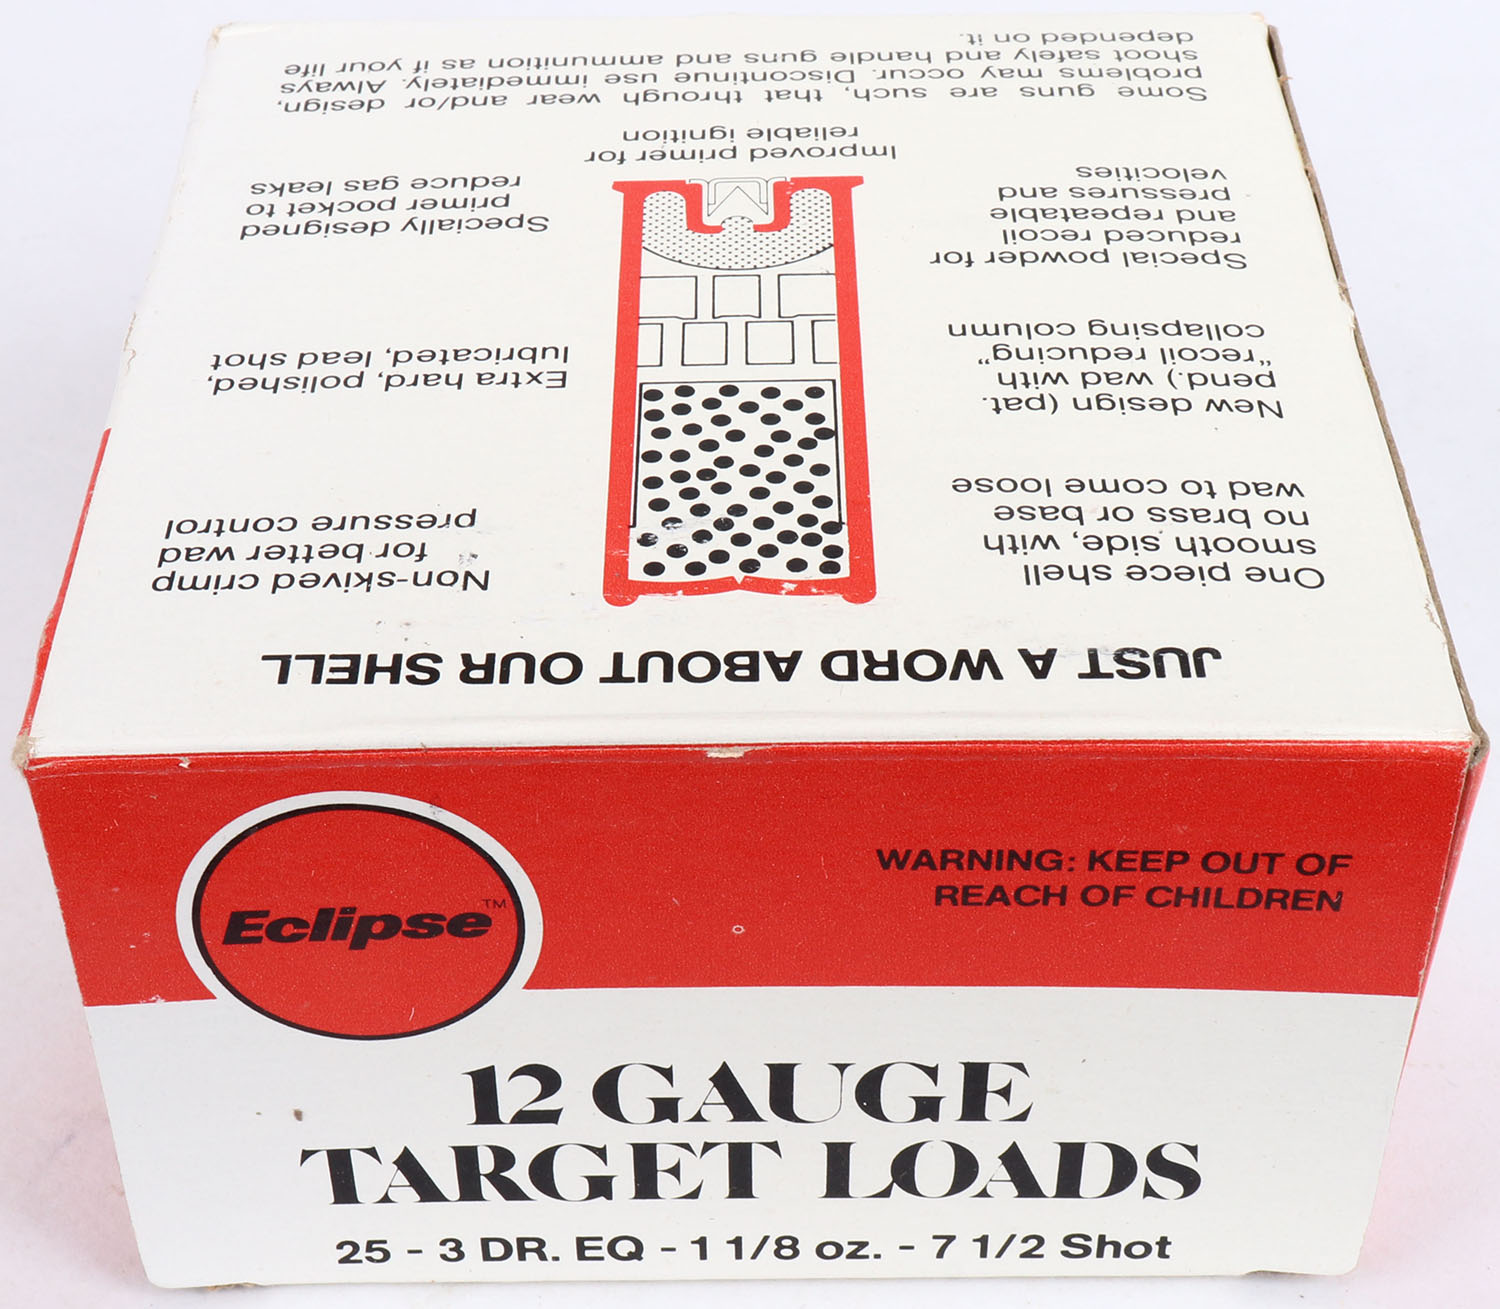 JUST A WORD ABOUT OUR SHELL
One piece shell
smooth side, with
no brass or base
wad to come loose
New design (pat.
pend.) wad with
"recoil reducing"
collapsing column
Special powder for
reduced recoil
and repeatable
pressures and
velocities
Non-skived crimp
for better wad
pressure control
Extra hard, polished,
lubricated, lead shot
Specially designed
primer pocket to
reduce gas leaks
Improved primer for
reliable ignition
Some guns are such, that through wear and/or design,
problems may occur. Discontinue use immediately. Always
shoot safely and handle guns and ammunition as if your life
depended on it.
Eclipse™
WARNING: KEEP OUT OF
REACH OF CHILDREN
12 GAUGE
TARGET LOADS
25 - 3 DR. EQ - 1 1/8 oz. - 7 1/2 Shot